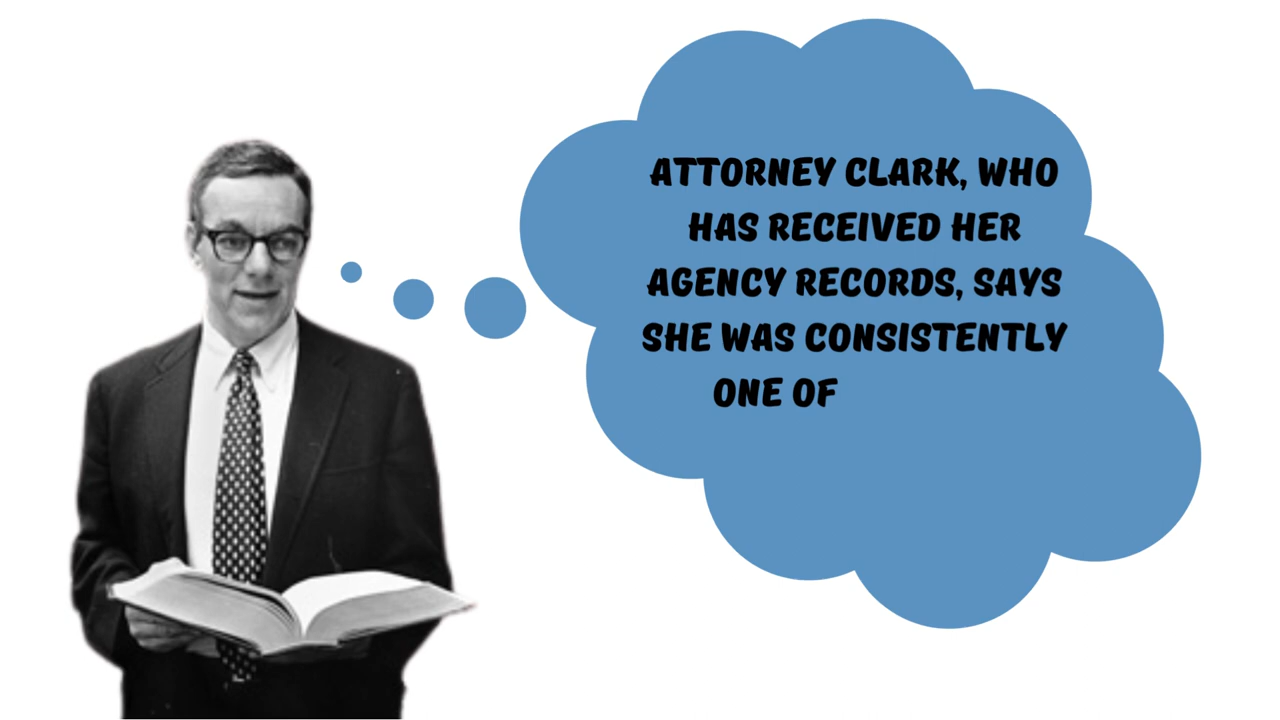 ATTORNEY CLARK, WHO
HAS RECEIVED HER
AGENCY RECORDS, SAYS
SHE WAS CONSISTENTLY
ONE OF